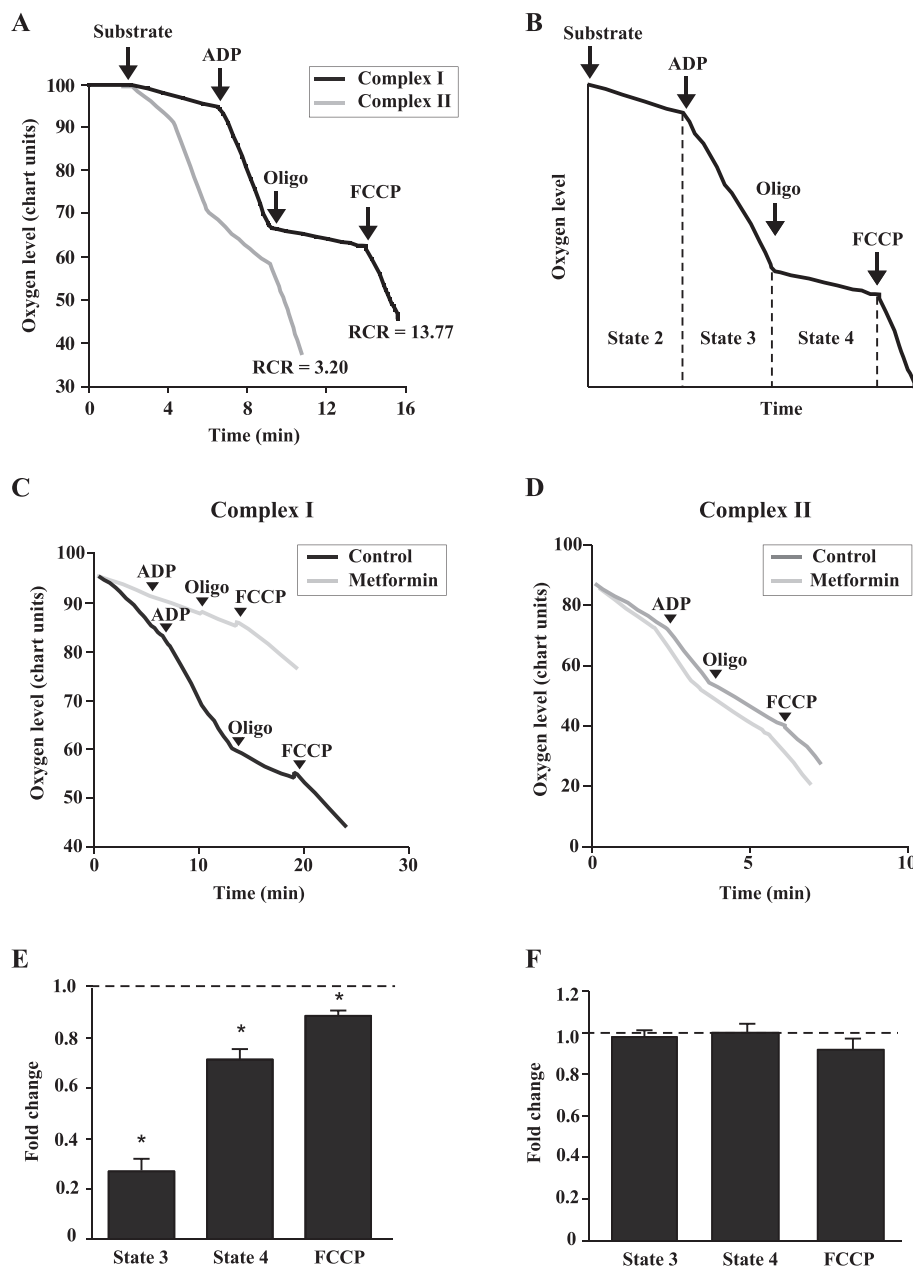 A
Substrate
ADP
Complex I
Complex II
Oligo
FCCP
RCR = 13.77
RCR = 3.20
Oxygen level (chart units)
100
90
80
70
60
50
40
30
0 4 8 12 16
Time (min)
B
Substrate
ADP
Oligo
FCCP
State 2 State 3 State 4
Oxygen level
Time
C
Complex I
Control
Metformin
ADP
Oligo
FCCP
ADP
Oligo
FCCP
Oxygen level (chart units)
100
90
80
70
60
50
40
0 10 20 30
Time (min)
D
Complex II
Control
Metformin
ADP
Oligo
FCCP
Oxygen level (chart units)
100
80
60
40
20
0
0 5 10
Time (min)
E
Fold change
1.0
0.8
0.6
0.4
0.2
0
* * *
State 3 State 4 FCCP
F
Fold change
1.2
1.0
0.8
0.6
0.4
0.2
0
State 3 State 4 FCCP